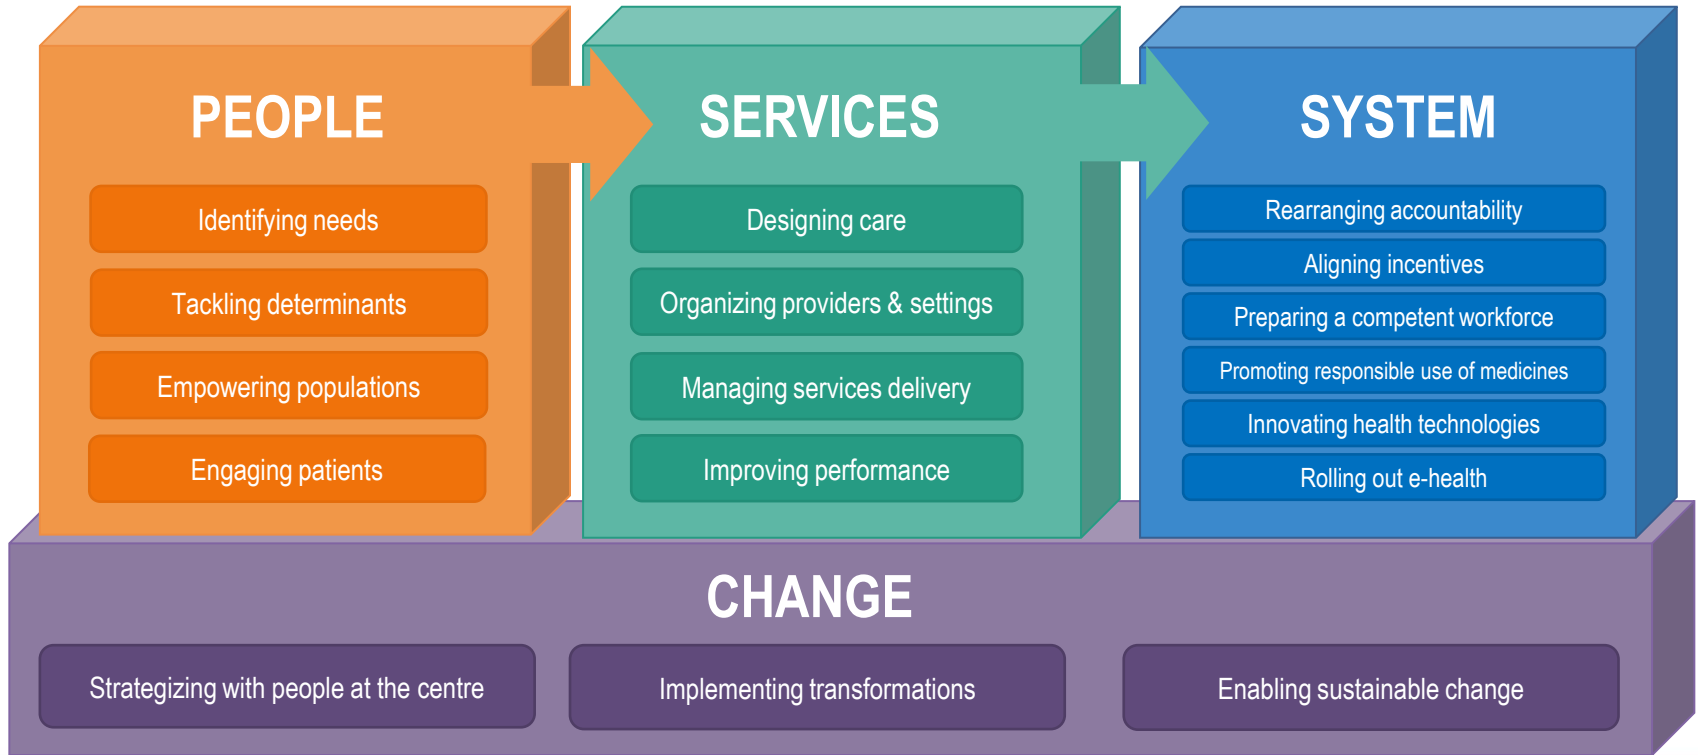 PEOPLE
Identifying needs
Tackling determinants
Empowering populations
Engaging patients
SERVICES
Designing care
Organizing providers & settings
Managing services delivery
Improving performance
SYSTEM
Rearranging accountability
Aligning incentives
Preparing a competent workforce
Promoting responsible use of medicines
Innovating health technologies
Rolling out e-health
CHANGE
Strategizing with people at the centre
Implementing transformations
Enabling sustainable change